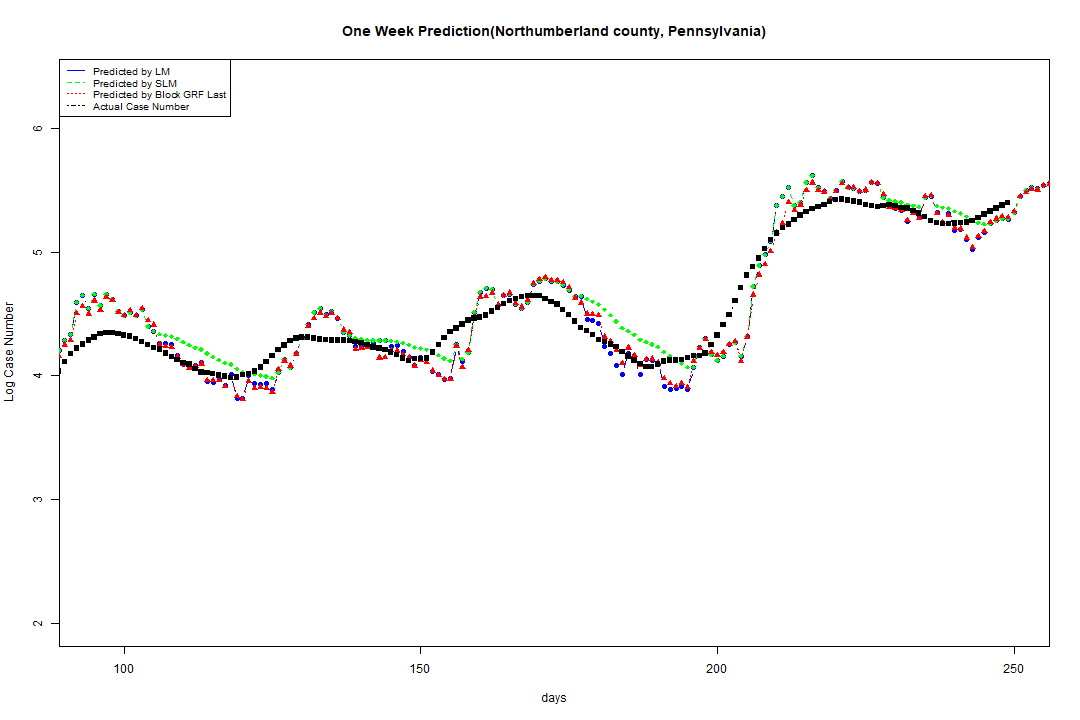 One Week Prediction(Northumberland county, Pennsylvania)
Predicted by LM
Predicted by SLM
Predicted by Block GRF Last
Actual Case Number
Log Case Number
6
5
4
3
2
100 150 200 250
days